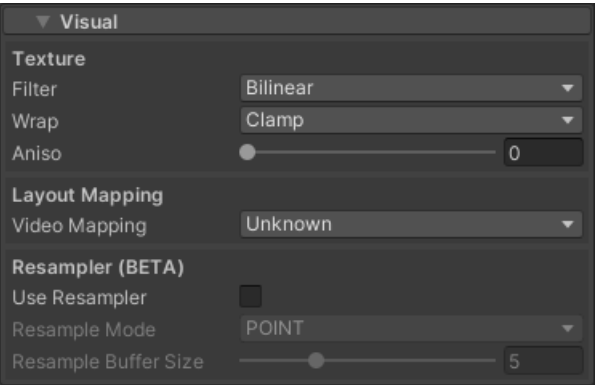 Visual
Texture
Filter Bilinear
Wrap Clamp
Aniso 0
Layout Mapping
Video Mapping Unknown
Resampler (BETA)
Use Resampler
Resample Mode POINT
Resample Buffer Size 5